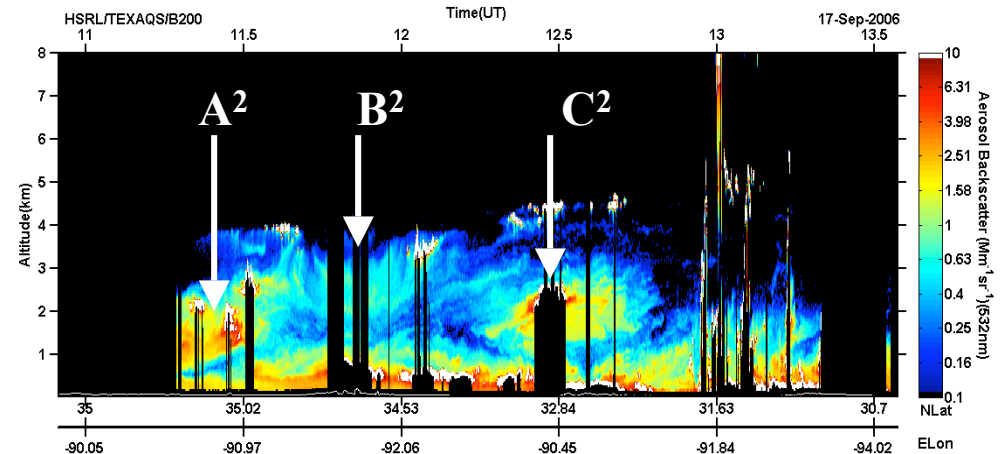 HSRL/TEXAQS/B200 Time(UT) 17-Sep-2006
11 11.5 12 12.5 13 13.5
8 10
7 6.31
6 3.98
5 2.51
4 1.58
3 1
2 0.63
1 0.4
0.25
0.16
0.1
Altitude(km)
Aerosol Backscatter (Mm⁻¹sr⁻¹)(532nm)
A² B² C²
35 36.02 34.53 32.84 31.63 30.7 NLat
-90.05 -90.97 -92.06 -90.45 -91.84 -94.02 ELon